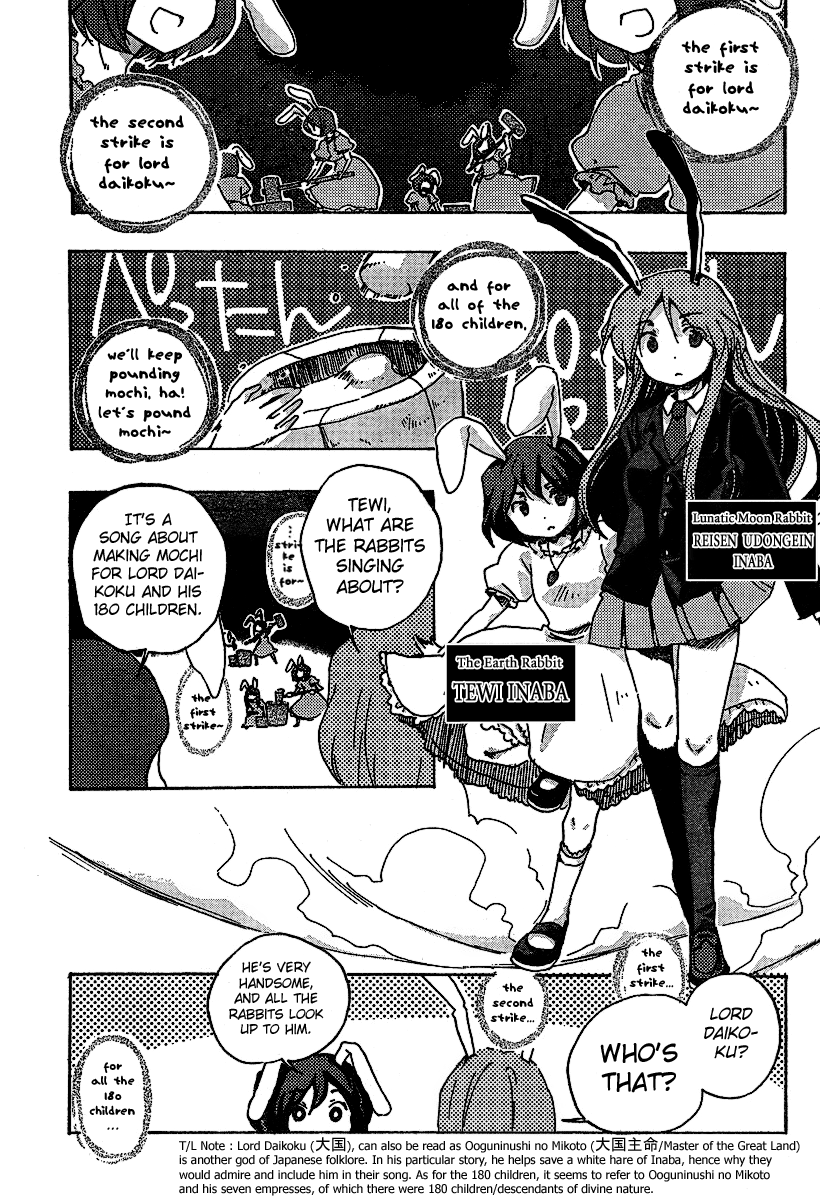 the first
strike is
for lord
daikoku~
the second
strike is
for lord
daikoku~
ぺったん
and for
all of the
180 children,
we'll keep
pounding
mochi, ha!
let's pound
mochi~
TEWI,
WHAT ARE
THE RABBITS
SINGING
ABOUT?
...
stri-
ke
is
for~
IT'S A
SONG ABOUT
MAKING MOCHI
FOR LORD DAI-
KOKU AND HIS
180 CHILDREN.
the
first
strike~
Lunatic Moon Rabbit
REISEN UDONGEIN
INABA
The Earth Rabbit
TEWI INABA
the
first
strike...
LORD
DAIKO-
KU?
WHO'S
THAT?
the
second
strike...
HE'S VERY
HANDSOME,
AND ALL THE
RABBITS LOOK
UP TO HIM.
for
all the
180
children
...
T/L Note : Lord Daikoku (大国), can also be read as Ooguninushi no Mikoto (大国主命/Master of the Great Land)
is another god of Japanese folklore. In his particular story, he helps save a white hare of Inaba, hence why they
would admire and include him in their song. As for the 180 children, it seems to refer to Ooguninushi no Mikoto
and his seven empresses, of which there were 180 children/descendants of divine nature.